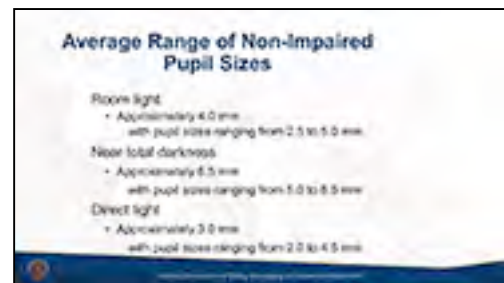 Average Range of Non-Impaired
Pupil Sizes
Room light
• Approximately 4.0 mm
with pupil sizes ranging from 2.5 to 5.0 mm
Near total darkness
• Approximately 6.5 mm
with pupil sizes ranging from 5.0 to 8.5 mm
Direct light
• Approximately 3.0 mm
with pupil sizes ranging from 2.0 to 4.5 mm